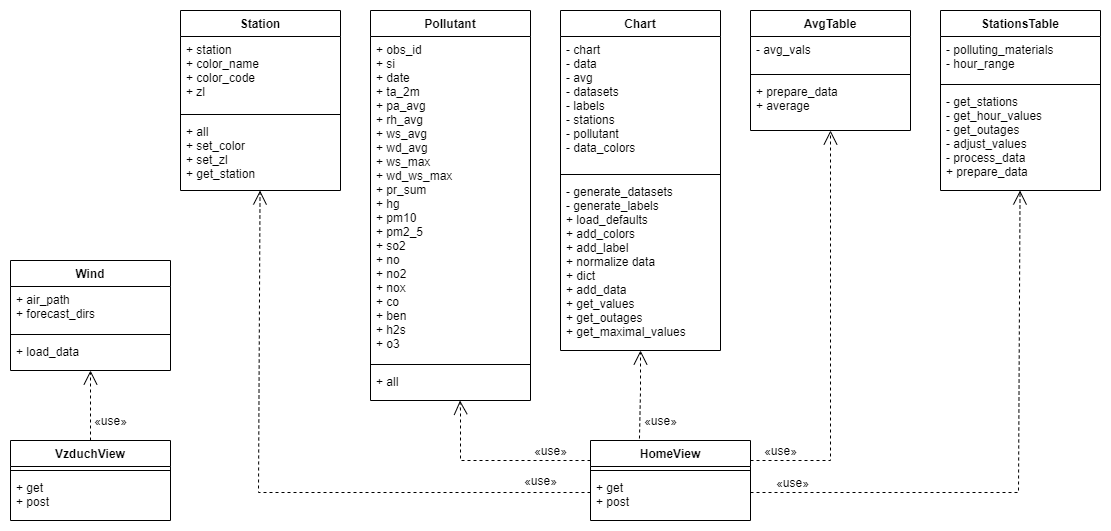 Station
+ station
+ color_name
+ color_code
+ zl
+ all
+ set_color
+ set_zl
+ get_station
Pollutant
+ obs_id
+ si
+ date
+ ta_2m
+ pa_avg
+ rh_avg
+ ws_avg
+ wd_avg
+ ws_max
+ wd_ws_max
+ pr_sum
+ hg
+ pm10
+ pm2_5
+ so2
+ no
+ no2
+ nox
+ co
+ ben
+ h2s
+ o3
+ all
Chart
- chart
- data
- avg
- datasets
- labels
- stations
- pollutant
- data_colors
- generate_datasets
- generate_labels
+ load_defaults
+ add_colors
+ add_label
+ normalize data
+ dict
+ add_data
+ get_values
+ get_outages
+ get_maximal_values
AvgTable
- avg_vals
+ prepare_data
+ average
StationsTable
- polluting_materials
- hour_range
- get_stations
- get_hour_values
- get_outages
- adjust_values
- process_data
+ prepare_data
Wind
+ air_path
+ forecast_dirs
+ load_data
«use»
VzduchView
+ get
+ post
«use»
«use»
«use»
«use»
«use»
HomeView
+ get
+ post